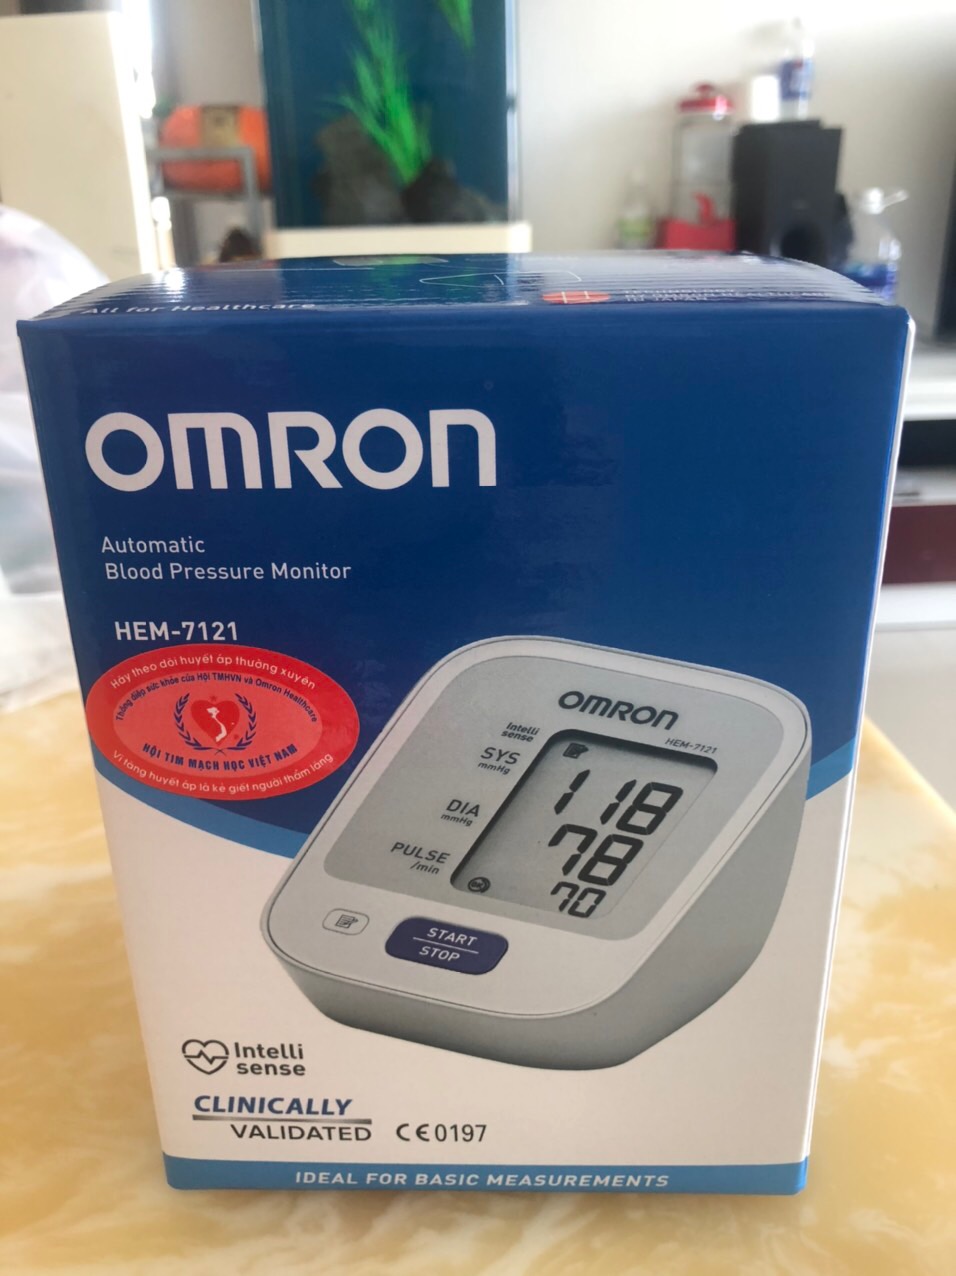 All for Healthcare
OMRON
Automatic
Blood Pressure Monitor
HEM-7121
Hãy theo dõi huyết áp thường xuyên
Thông điệp sức khỏe của Hội TMHVN và Omron Healthcare
HỘI TIM MẠCH HỌC VIỆT NAM
Vì tăng huyết áp là kẻ giết người thầm lặng
OMRON
HEM-7121
Intelli
sense
SYS
mmHg
118
DIA
mmHg
78
PULSE
/min
70
OK
START
STOP
Intelli
sense
CLINICALLY
VALIDATED
CE0197
IDEAL FOR BASIC MEASUREMENTS